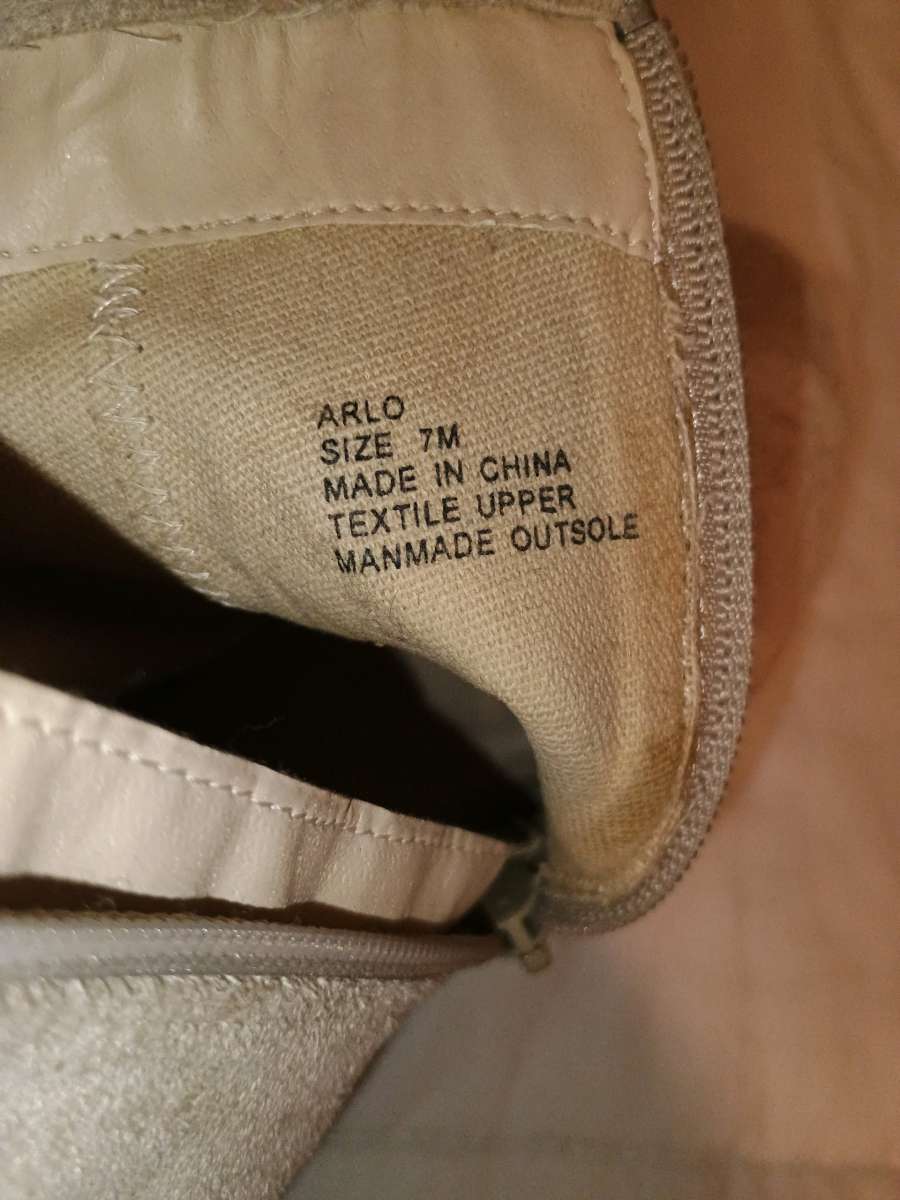 ARLO
SIZE 7M
MADE IN CHINA
TEXTILE UPPER
MANMADE OUTSOLE